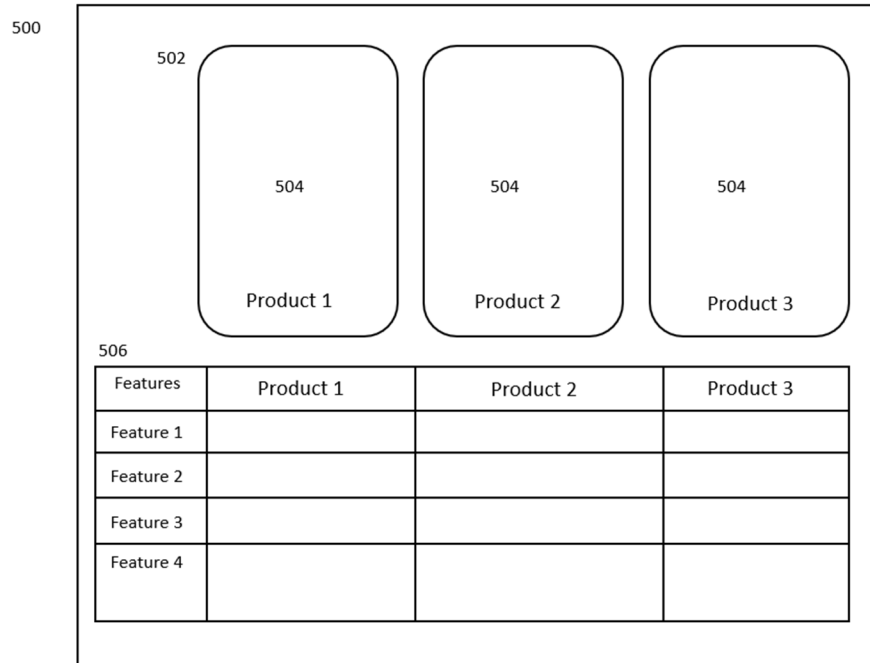 500
502
504 504 504
Product 1 Product 2 Product 3
506
Features Product 1 Product 2 Product 3
Feature 1
Feature 2
Feature 3
Feature 4